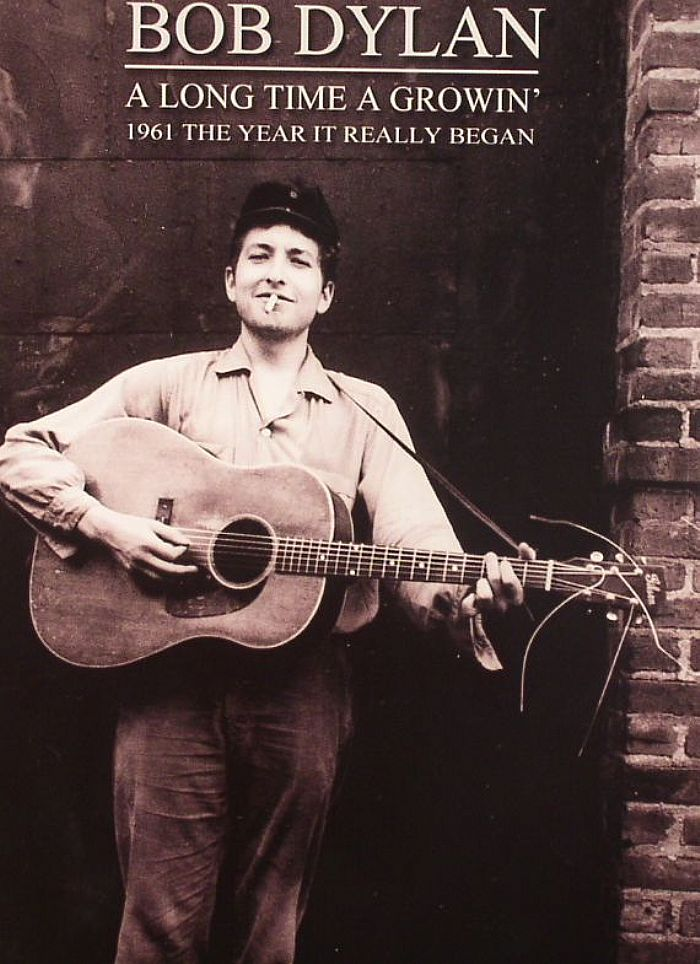 BOB DYLAN
A LONG TIME A GROWIN'
1961 THE YEAR IT REALLY BEGAN